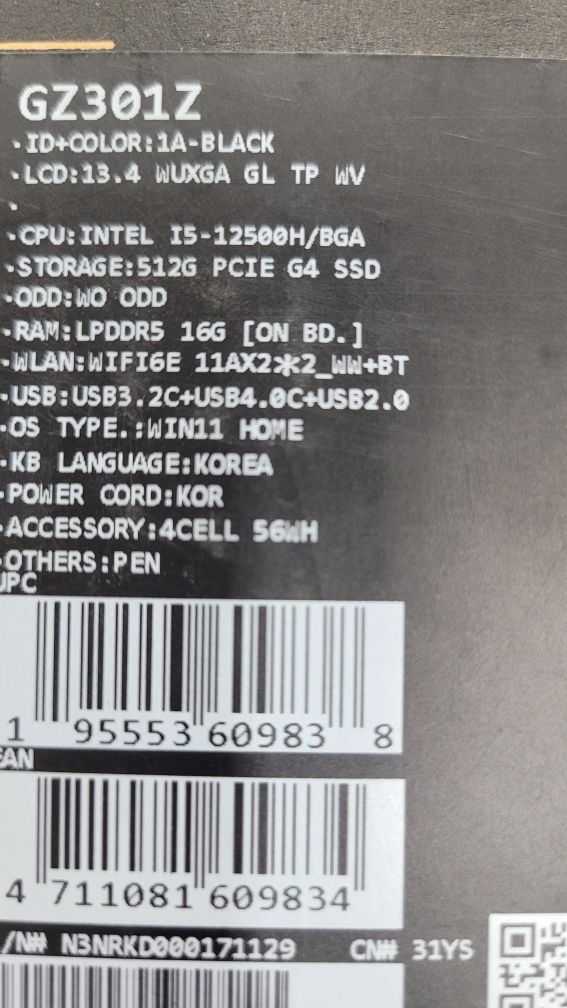 GZ301Z
·ID+COLOR:1A-BLACK
·LCD:13.4 WUXGA GL TP WV
·
·CPU:INTEL I5-12500H/BGA
·STORAGE:512G PCIE G4 SSD
·ODD:WO ODD
·RAM:LPDDR5 16G [ON BD.]
·WLAN:WIFI6E 11AX2*2_WW+BT
·USB:USB3.2C+USB4.0C+USB2.0
·OS TYPE.:WIN11 HOME
·KB LANGUAGE:KOREA
·POWER CORD:KOR
·ACCESSORY:4CELL 56WH
·OTHERS:PEN
UPC
1 95553 60983 8
EAN
4 711081 609834
/N# N3NRKD000171129 CN# 31YS